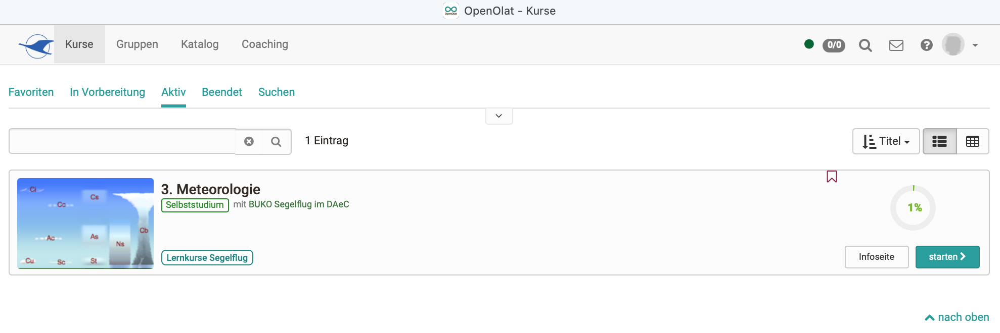 OpenOlat - Kurse
OpenOlat
Kurse Gruppen Katalog Coaching 0/0 ?
Favoriten In Vorbereitung Aktiv Beendet Suchen
1 Eintrag Titel
3. Meteorologie
Selbststudium mit BUKO Segelflug im DAeC
1%
Ci
Cs
Cc
Cb
Ac
As
Ns
Cu
Sc
St
Lernkurse Segelflug
Infoseite starten
nach oben